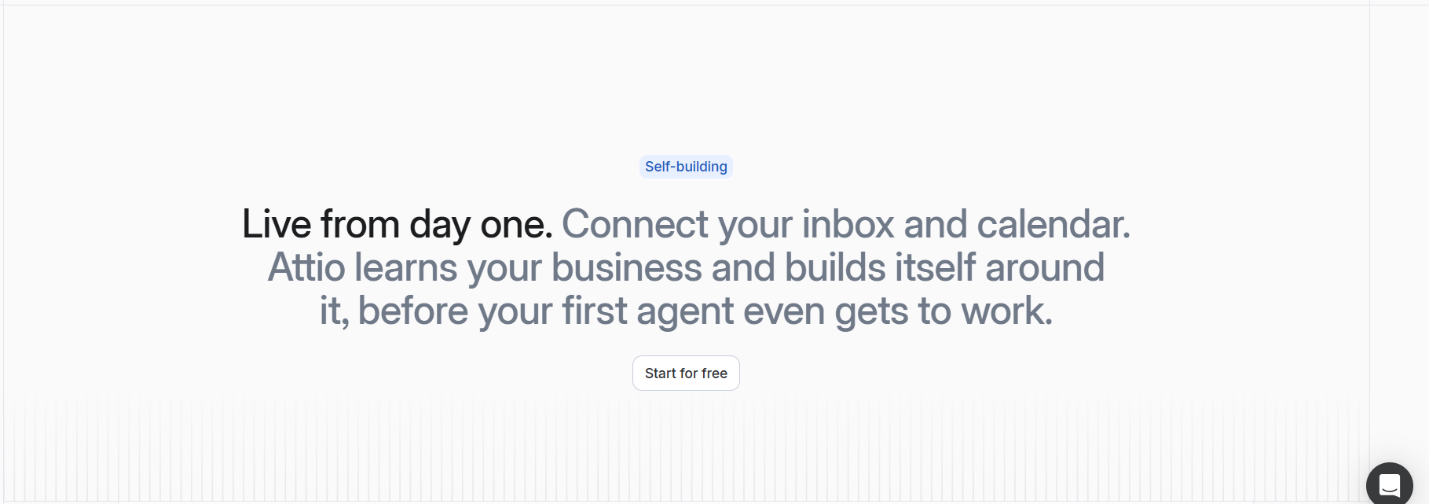 Self-building
Live from day one. Connect your inbox and calendar.
Attio learns your business and builds itself around
it, before your first agent even gets to work.
Start for free